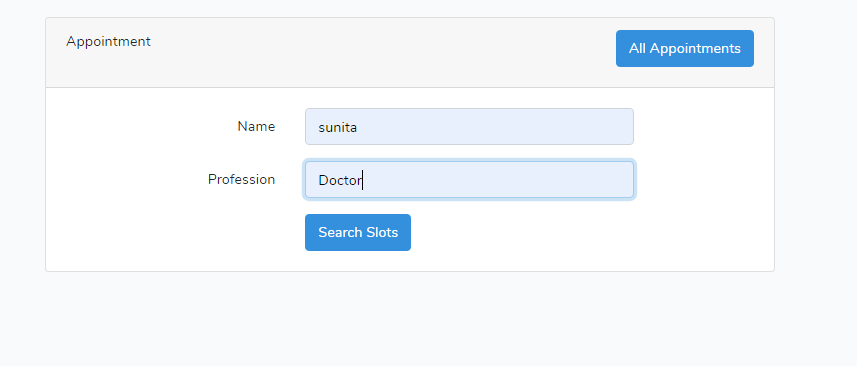 Appointment
All Appointments
Name
sunita
Profession
Doctor
Search Slots